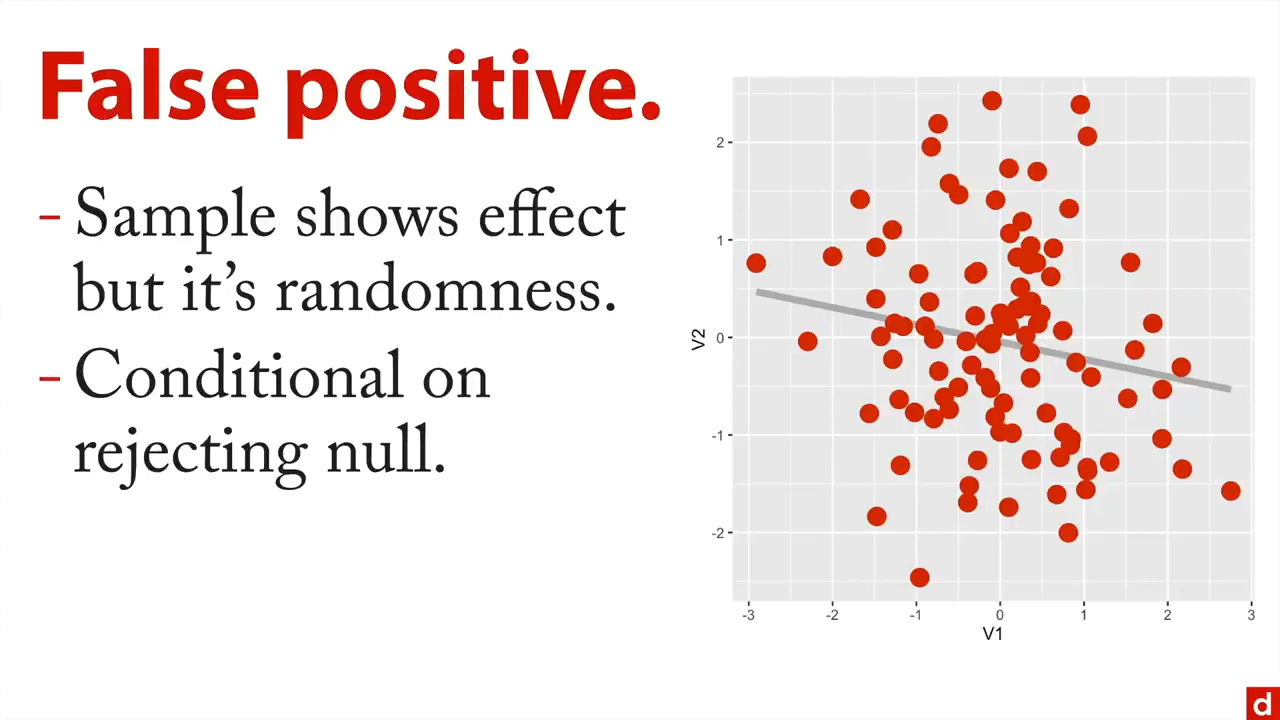 False positive.
– Sample shows effect
but it’s randomness.
– Conditional on
rejecting null.
2
1
0
-1
-2
V2
-3
-2
-1
0
1
2
3
V1
d